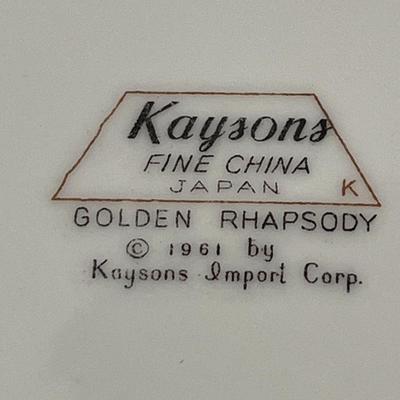 Kaysons
FINE CHINA
JAPAN K
GOLDEN RHAPSODY
© 1961 by
Kaysons Import Corp.